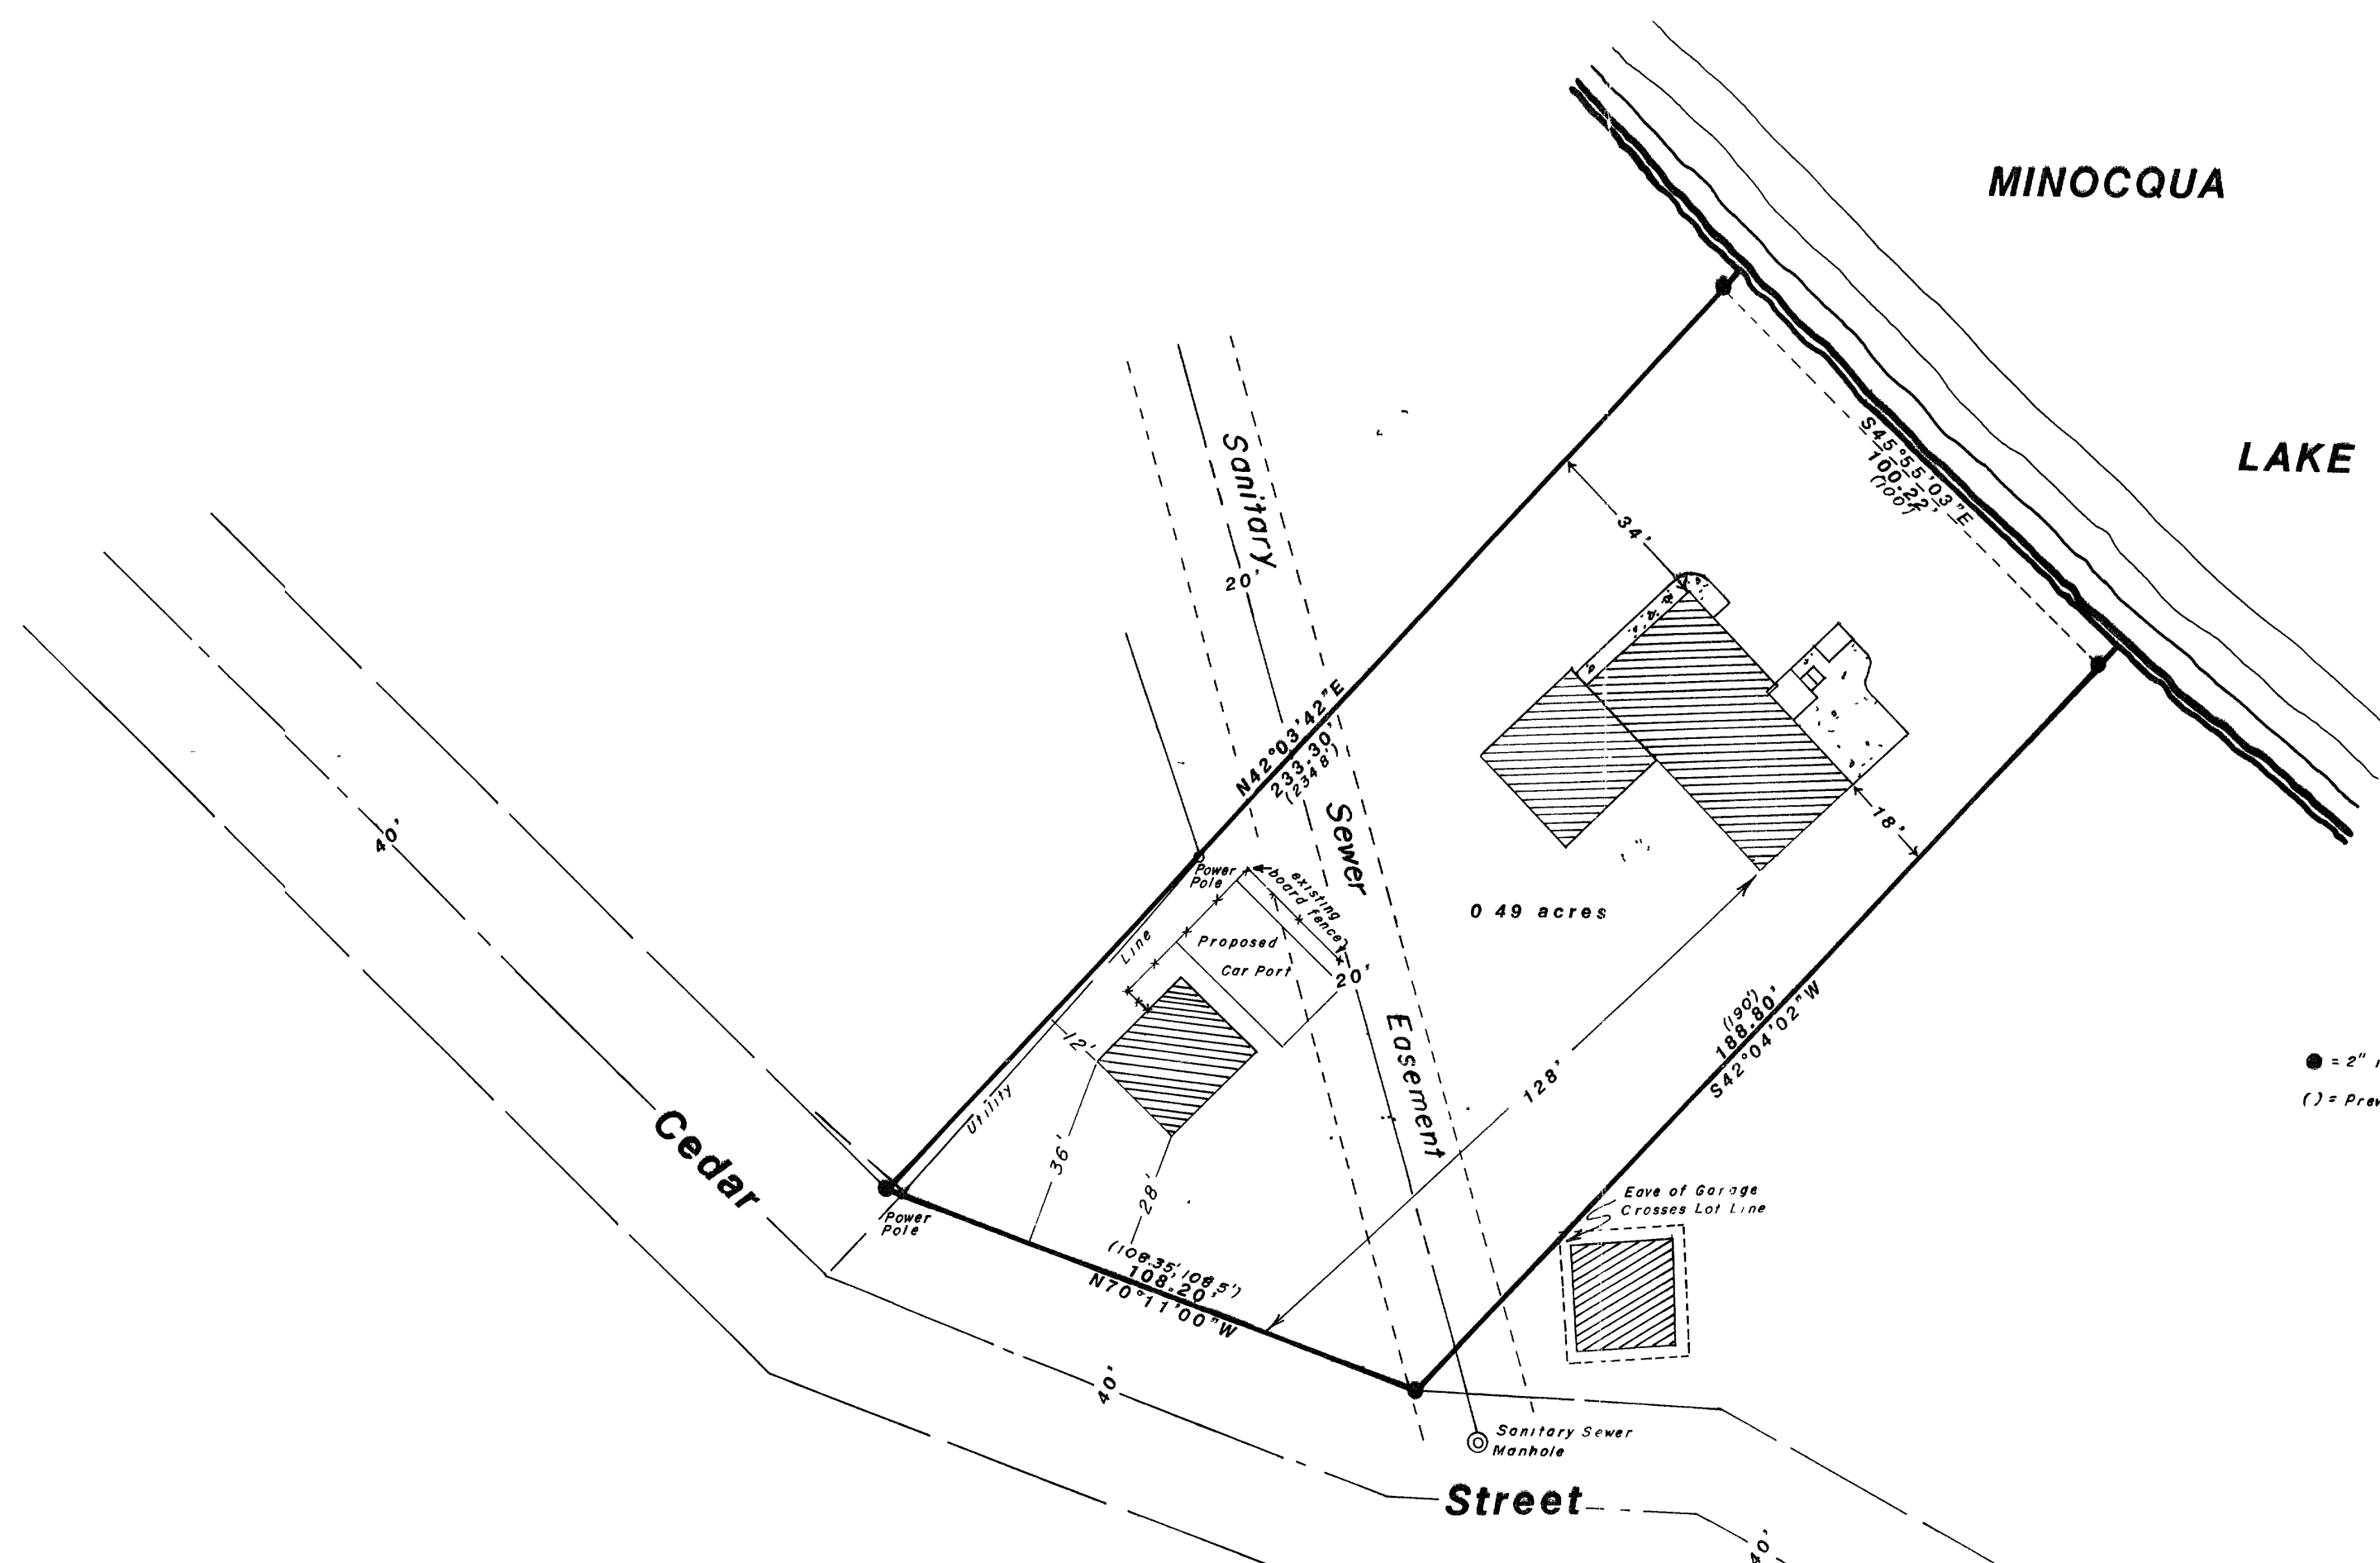 MINOCQUA
LAKE
S45°55'03"E
100.22'
(100')
Sanitary
20'
34'
N42°03'42"E
233.30'
(234.8')
Sewer
18'
40'
Power
Pole
existing
board fence
Line
Proposed
Car Port
20'
0 49 acres
(190')
188.80'
S42°04'02"W
12'
Easement
128'
● = 2"
( ) = Prev
Utility
Cedar
36'
28'
Eave of Garage
Crosses Lot Line
Power
Pole
(108.35', 108.5')
108.20'
N70°11'00"W
40'
Sanitary Sewer
Manhole
Street
40'